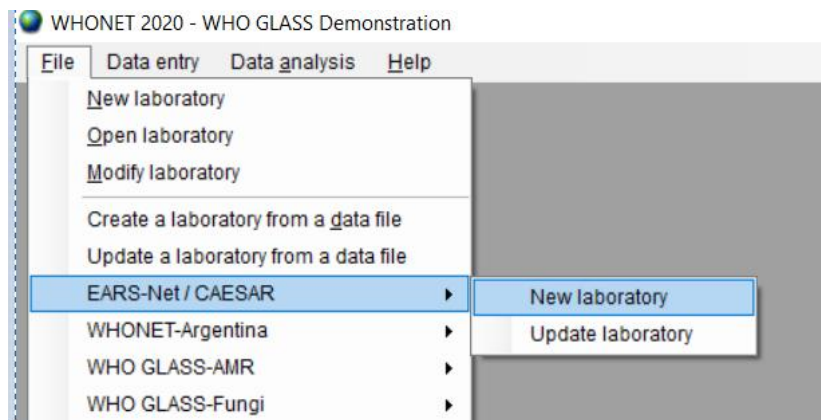 WHONET 2020 - WHO GLASS Demonstration
File Data entry Data analysis Help
New laboratory
Open laboratory
Modify laboratory
Create a laboratory from a data file
Update a laboratory from a data file
EARS-Net / CAESAR
New laboratory
WHONET-Argentina
Update laboratory
WHO GLASS-AMR
WHO GLASS-Fungi